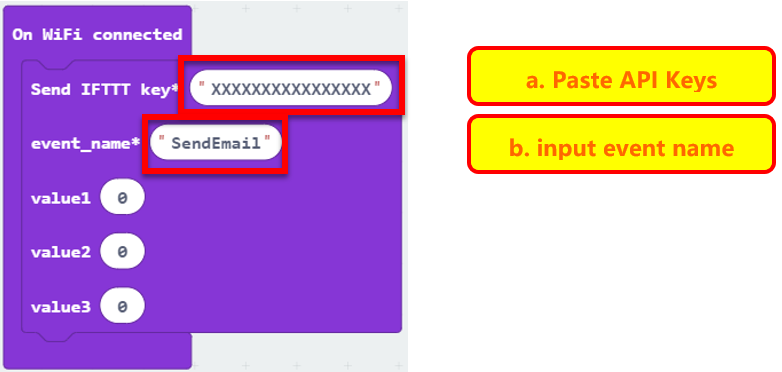 On WiFi connected
Send IFTTT key* "XXXXXXXXXXXXXXXX"
a. Paste API Keys
event_name* "SendEmail"
b. input event name
value1 0
value2 0
value3 0